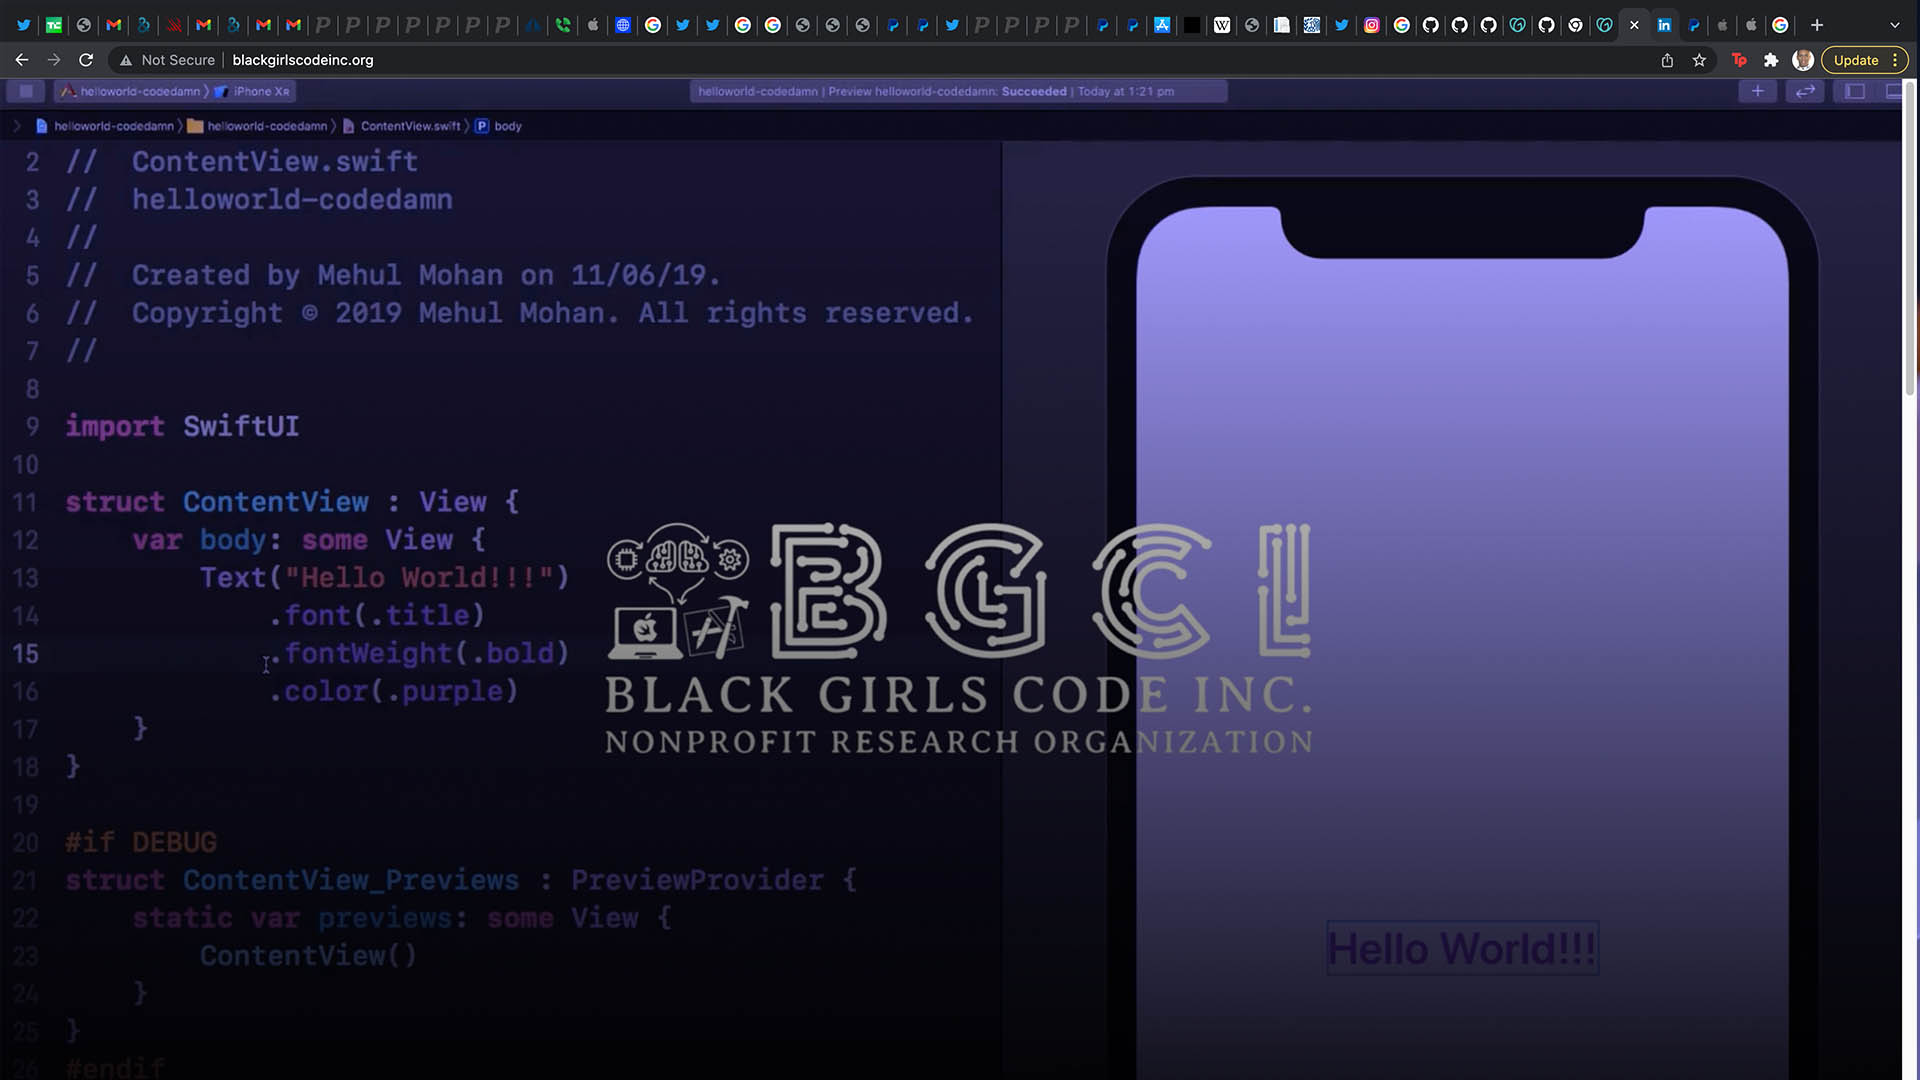 Not Secure
blackgirlscodeinc.org
Update
helloworld-codedamn
iPhone XR
helloworld-codedamn | Preview helloworld-codedamn: Succeeded | Today at 1:21 pm
helloworld-codedamn
helloworld-codedamn
ContentView.swift
body
2 // ContentView.swift
3 // helloworld-codedamn
4 //
5 // Created by Mehul Mohan on 11/06/19.
6 // Copyright © 2019 Mehul Mohan. All rights reserved.
7 //
8
9 import SwiftUI
10
11 struct ContentView : View {
12 var body: some View {
13 Text("Hello World!!!")
14 .font(.title)
15 .fontWeight(.bold)
16 .color(.purple)
17 }
18 }
19
20 #if DEBUG
21 struct ContentView_Previews : PreviewProvider {
22 static var previews: some View {
23 ContentView()
24 }
25 }
26 #endif
BGCI
BLACK GIRLS CODE INC.
NONPROFIT RESEARCH ORGANIZATION
Hello World!!!